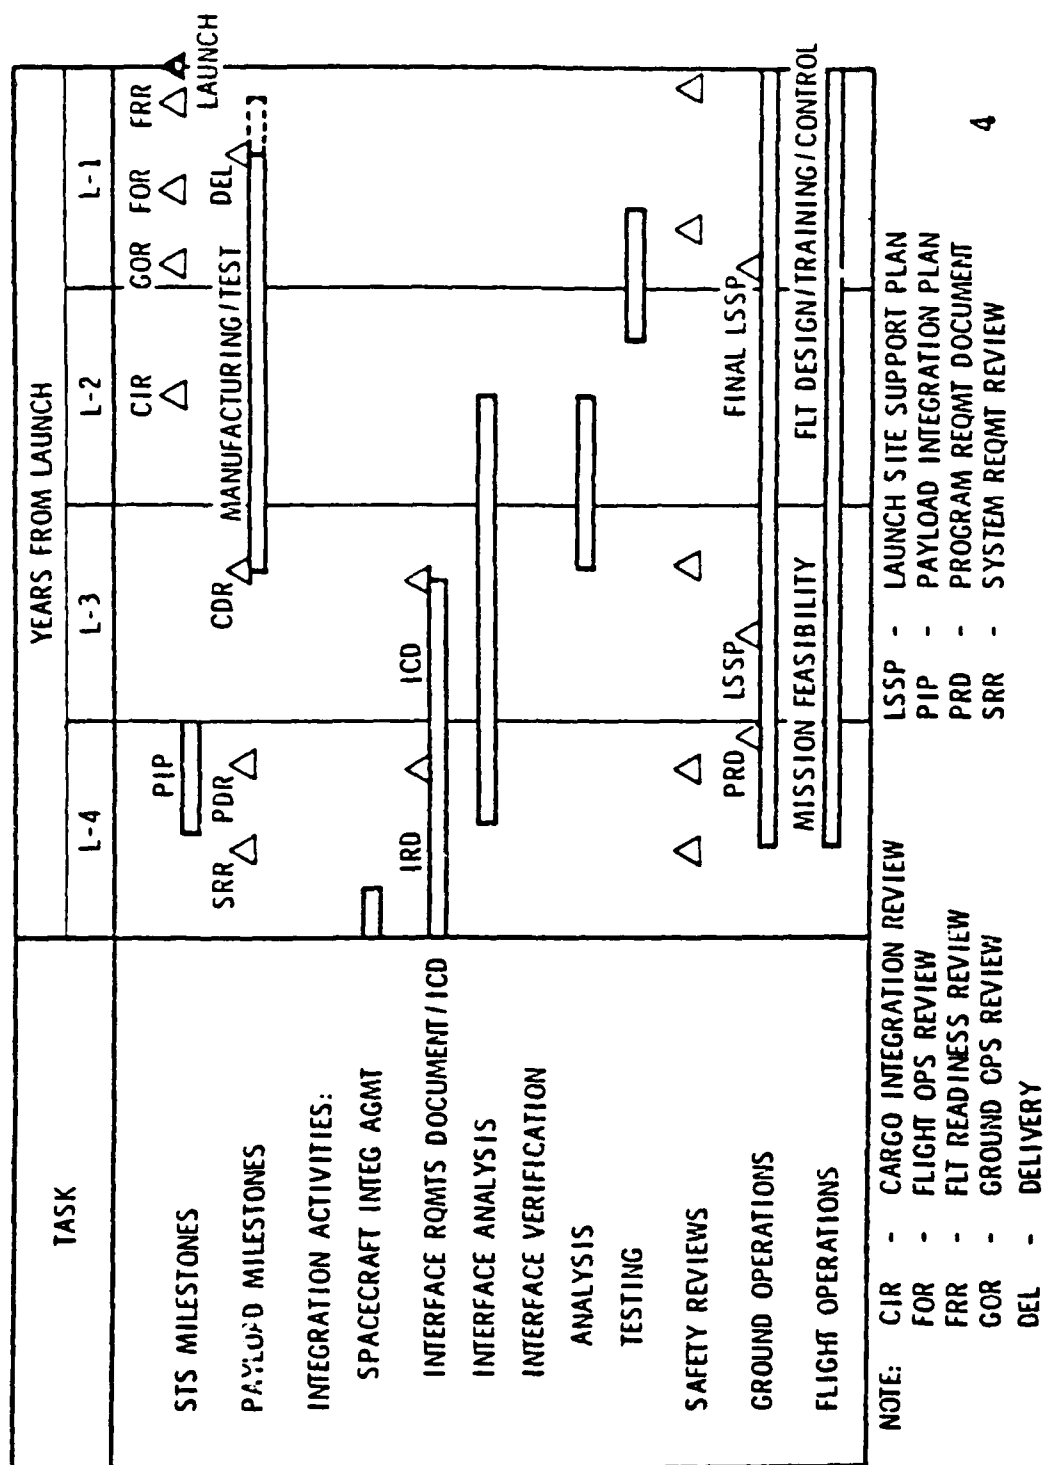 YEARS FROM LAUNCH
TASK
L-4
L-3
L-2
L-1
STS MILESTONES
PIP
CIR
GOR
FOR
FRR
LAUNCH
PAYLOAD MILESTONES
SRR
PDR
CDR
MANUFACTURING/TEST
DEL
INTEGRATION ACTIVITIES:
SPACECRAFT INTEG AGMT
INTERFACE RQMTS DOCUMENT/ICD
IRD
ICD
INTERFACE ANALYSIS
INTERFACE VERIFICATION
ANALYSIS
TESTING
SAFETY REVIEWS
GROUND OPERATIONS
PRD
LSSP
FINAL LSSP
FLIGHT OPERATIONS
MISSION FEASIBILITY
FLT DESIGN/TRAINING/CONTROL
NOTE:
CIR - CARGO INTEGRATION REVIEW
FOR - FLIGHT OPS REVIEW
FRR - FLT READINESS REVIEW
GOR - GROUND OPS REVIEW
DEL - DELIVERY
LSSP - LAUNCH SITE SUPPORT PLAN
PIP - PAYLOAD INTEGRATION PLAN
PRD - PROGRAM REQMT DOCUMENT
SRR - SYSTEM REQMT REVIEW
4